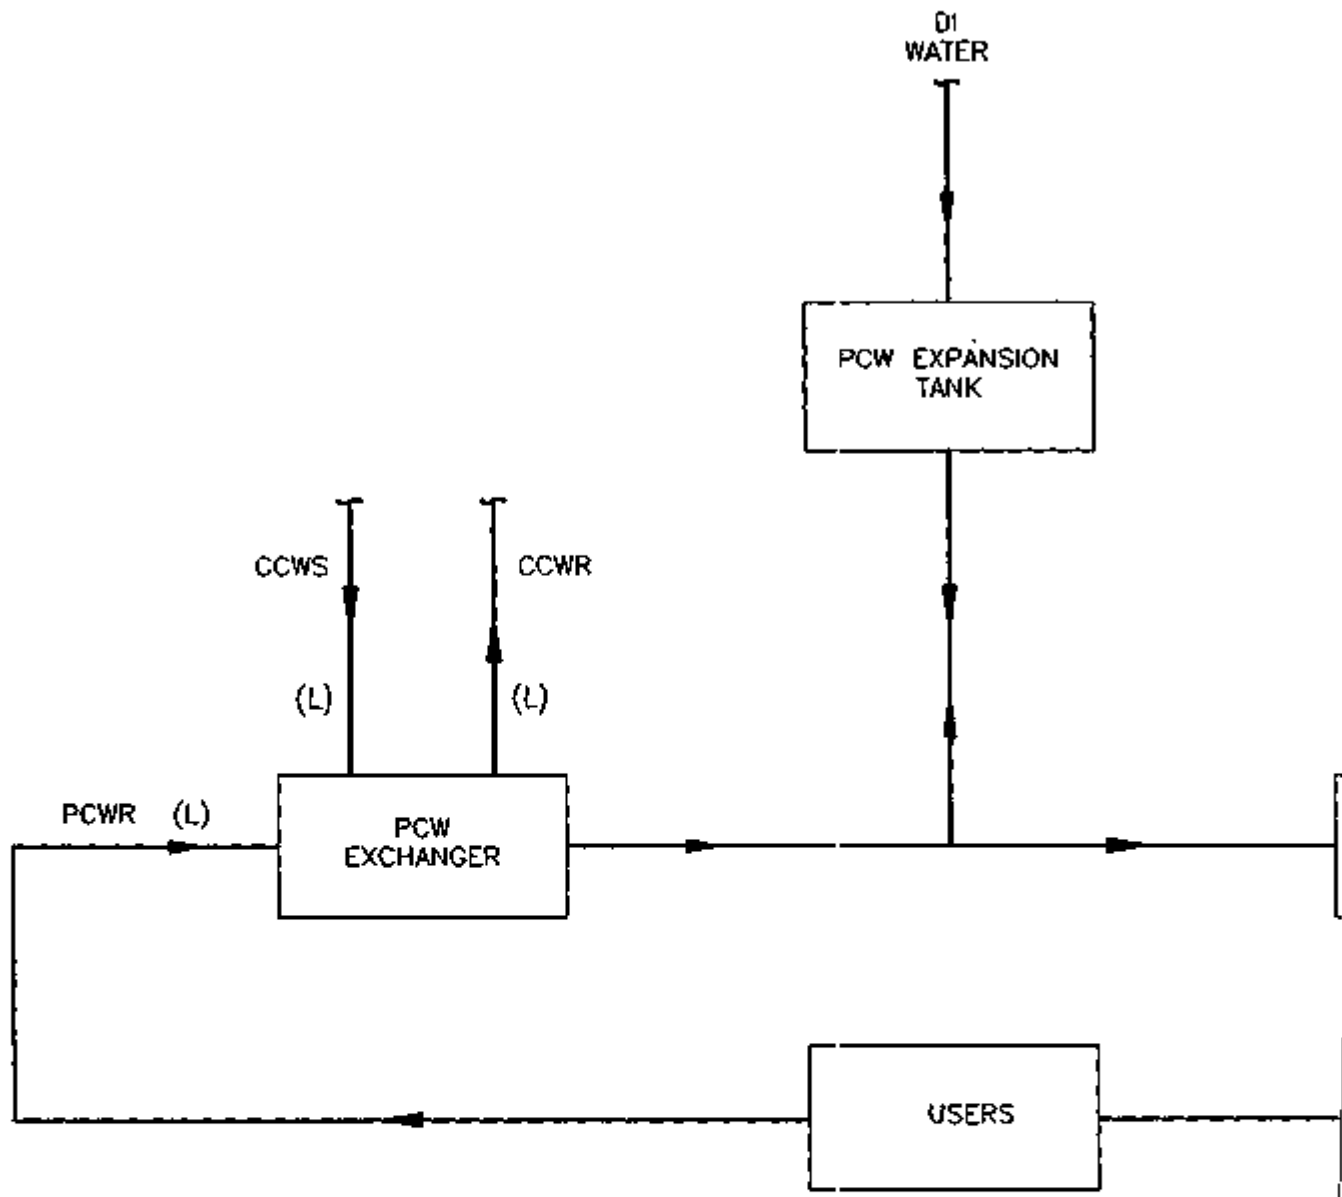 DI
WATER
PCW EXPANSION
TANK
CCWS
CCWR
(L)
(L)
PCWR (L)
PCW
EXCHANGER
USERS